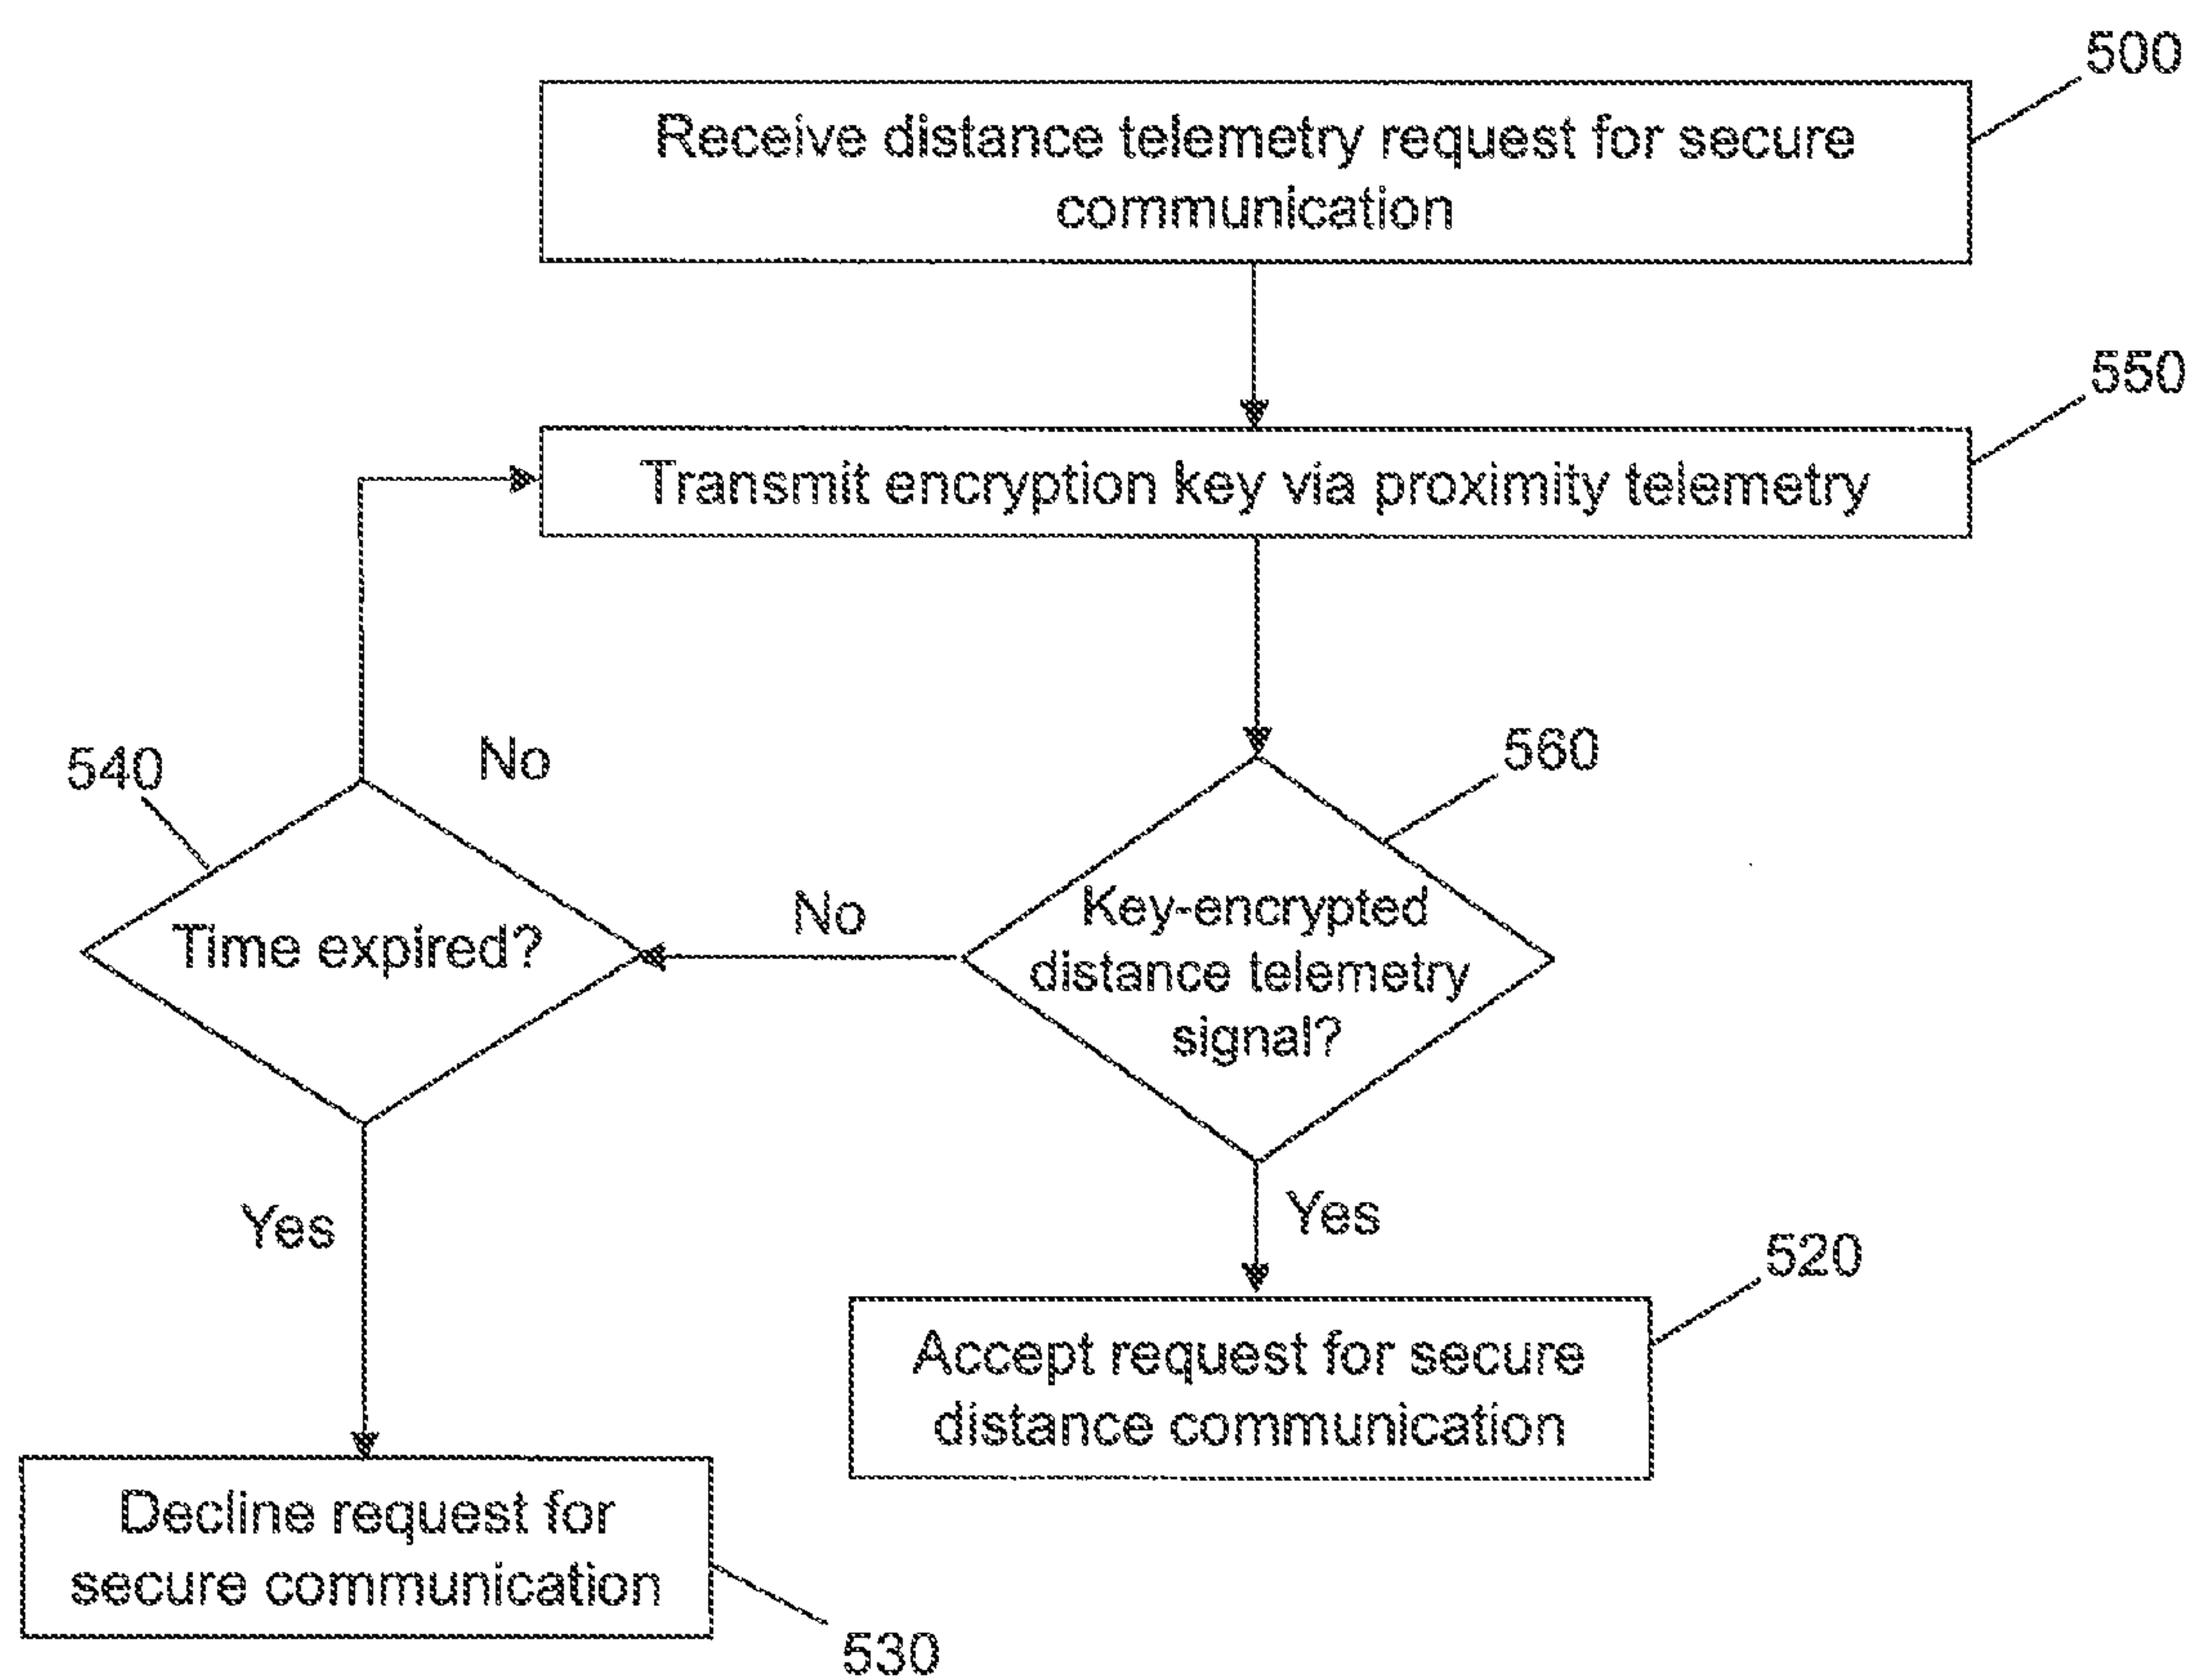 500
Receive distance telemetry request for secure
communication
550
Transmit encryption key via proximity telemetry
540
No
560
Time expired?
No
Key-encrypted
distance telemetry
signal?
Yes
Yes
520
Accept request for secure
distance communication
Decline request for
secure communication
530